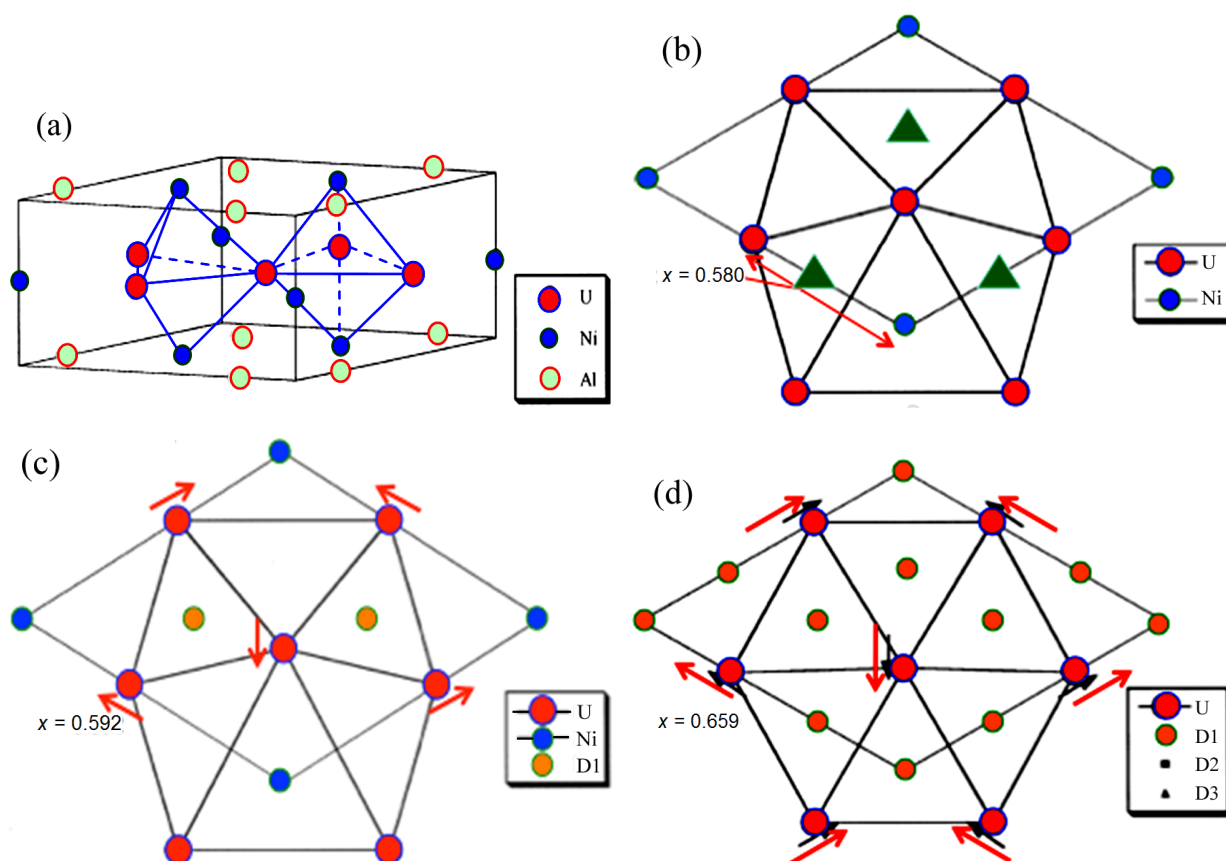 (a)
U
Ni
Al
(b)
x = 0.580
U
Ni
(c)
x = 0.592
U
Ni
D1
(d)
x = 0.659
U
D1
D2
D3